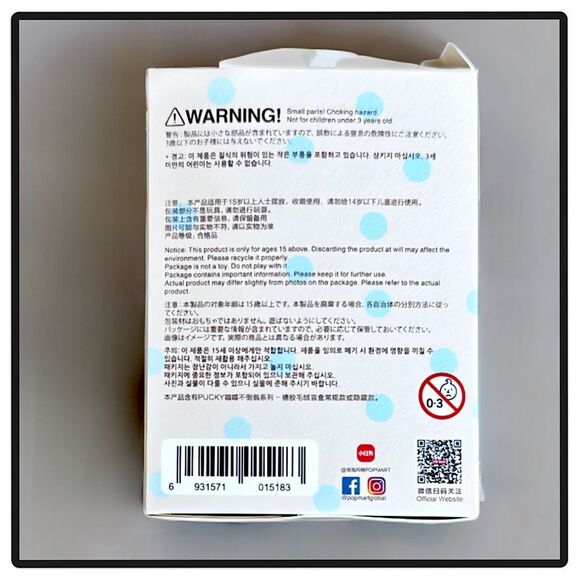 WARNING! Small parts! Choking hazard.
Not for children under 3 years old
警告：製品には小さな部品が含まれていますので、誤飲による窒息の危険性にご注意ください。
3歳以下のお子様には与えないでください。
• 경고: 이 제품은 질식의 위험이 있는 작은 부품을 포함하고 있습니다. 삼키지 마십시오, 3세
미만의 어린이는 사용할 수 없습니다.
注意： 本产品适用于15岁以上人士摆放、收藏使用，请勿给14岁以下儿童进行玩耍。
包装部分不是玩具，请勿进行玩耍。
包装上含有重要信息，请保留备用
图片可能与实物不符，请以实物为准
产品等级：合格品
Notice: This product is only for ages 15 above. Discarding the product at will may affect the
environment. Please recycle it properly.
Package is not a toy. Do not play with it.
Package contains important information. Please keep it for further use.
Actual product may differ slightly from photos on the package. Please refer to the actual
product.
注意：本製品の対象年齢は15歳以上です、本製品を廃棄する場合、各自治体の分別方法に従っ
てください。
包装材はおもちゃではありません。遊ばないようにしてください。
パッケージには重要な情報が含まれていますので、必要に応じて保管しておいてください。
画像はイメージです。実際の商品とは異なる場合があります。
주의: 이 제품은 15세 이상에게만 적합합니다. 제품을 임의로 폐기 시 환경에 영향을 끼칠 수
있습니다. 적절히 재활용 해주십시오.
패키지는 장난감이 아니라서 가지고 놀지 마십시오.
패키지에 중요한 정보가 포함되어 있으니 보관해 주십시오.
사진과 실물이 다를 수 있으니 실물에 준해 주시기 바랍니다.
本产品含有PUCKY嘻嘻不倒翁系列 - 搪胶毛绒盲盒常规款或隐藏款。
0-3
小红书
@泡泡玛特POPMART
@popmartglobal
微信扫码关注
Official Website
6 931571 015183